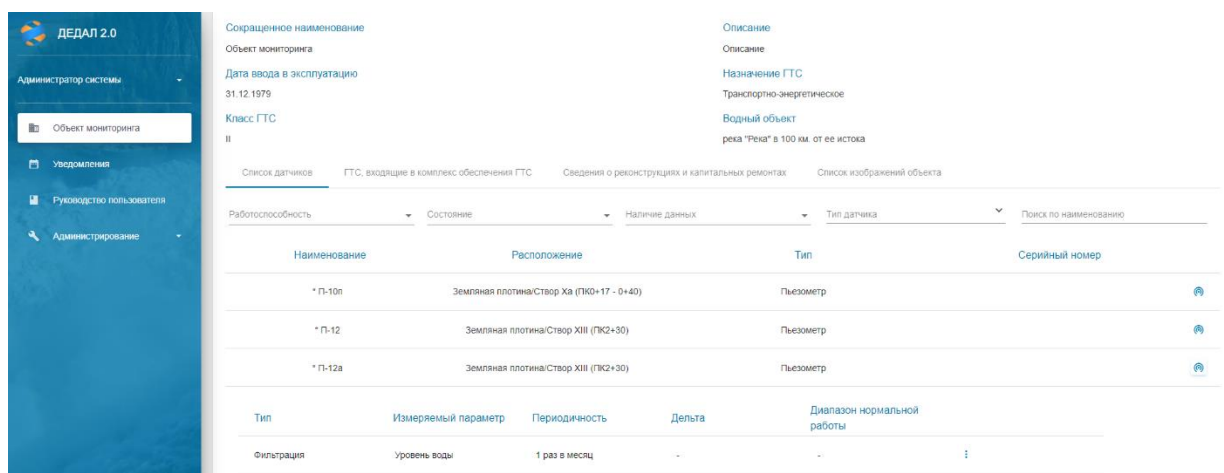 ДЕДАЛ 2.0
Администратор системы
Объект мониторинга
Уведомления
Руководство пользователя
Администрирование
Сокращенное наименование
Объект мониторинга
Дата ввода в эксплуатацию
31.12.1979
Класс ГТС
II
Описание
Описание
Назначение ГТС
Транспортно-энергетическое
Водный объект
река "Река" в 100 км. от ее истока
Список датчиков ГТС, входящие в комплекс обеспечения ГТС Сведения о реконструкциях и капитальных ремонтах Список изображений объекта
Работоспособность Состояние Наличие данных Тип датчика Поиск по наименованию
Наименование Расположение Тип Серийный номер
* П-10п Земляная плотина/Створ Xa (ПК0+17 - 0+40) Пьезометр
* П-12 Земляная плотина/Створ XIII (ПК2+30) Пьезометр
* П-12а Земляная плотина/Створ XIII (ПК2+30) Пьезометр
Тип Измеряемый параметр Периодичность Дельта Диапазон нормальной
работы
Фильтрация Уровень воды 1 раз в месяц - -